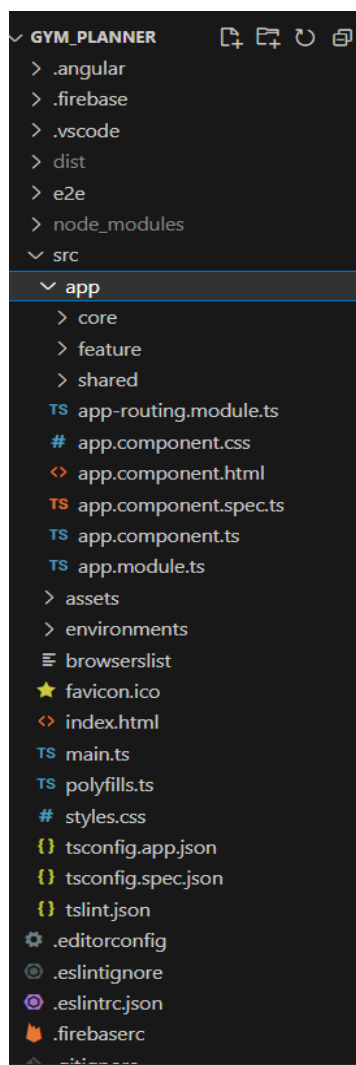 GYM_PLANNER
.angular
.firebase
.vscode
dist
e2e
node_modules
src
app
core
feature
shared
TS app-routing.module.ts
# app.component.css
<> app.component.html
TS app.component.spec.ts
TS app.component.ts
TS app.module.ts
assets
environments
browserslist
favicon.ico
<> index.html
TS main.ts
TS polyfills.ts
# styles.css
{} tsconfig.app.json
{} tsconfig.spec.json
{} tslint.json
.editorconfig
.eslintignore
.eslintrc.json
.firebaserc